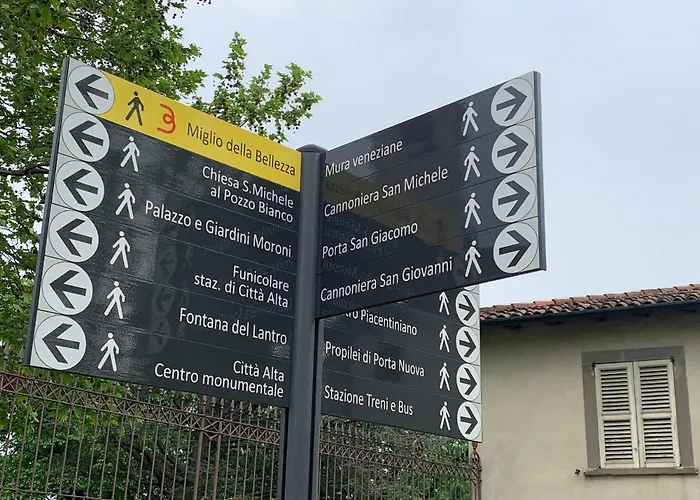 Miglio della Bellezza
Chiesa S.Michele
al Pozzo Bianco
Palazzo e Giardini Moroni
Funicolare
staz. di Città Alta
Fontana del Lantro
Città Alta
Centro monumentale
Mura veneziane
Cannoniera San Michele
Porta San Giacomo
Cannoniera San Giovanni
Piacentiniano
Propilei di Porta Nuova
Stazione Treni e Bus